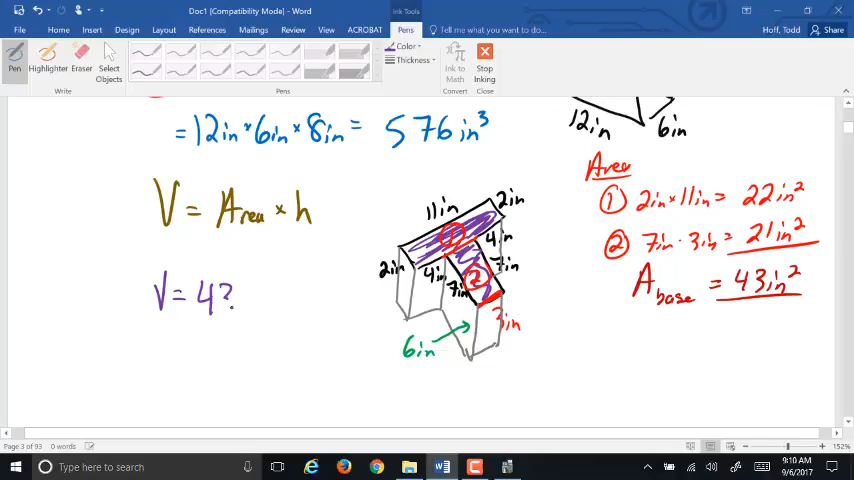 Doc1 [Compatibility Mode] - Word
Ink Tools
Hoff, Todd
File Home Insert Draw Design Layout References Mailings Review View ACROBAT Pens Tell me what you want to do...
Pen Highlighter Eraser Select Objects
Color
Thickness
Ink to Math
Stop Inking
Write Pens Convert Close
12in 6in
= 12in × 6in × 8in = 576in³
Area
① 2in × 11in = 22in²
② 7in · 3in = 21in²
A base = 43in²
V = Area × h
11in 2in
① 4in
2in 4in 7in
7in ②
3in
6in
V = 4?
Page 3 of 93 0 words 152%
Type here to search
9:10 AM
9/6/2017